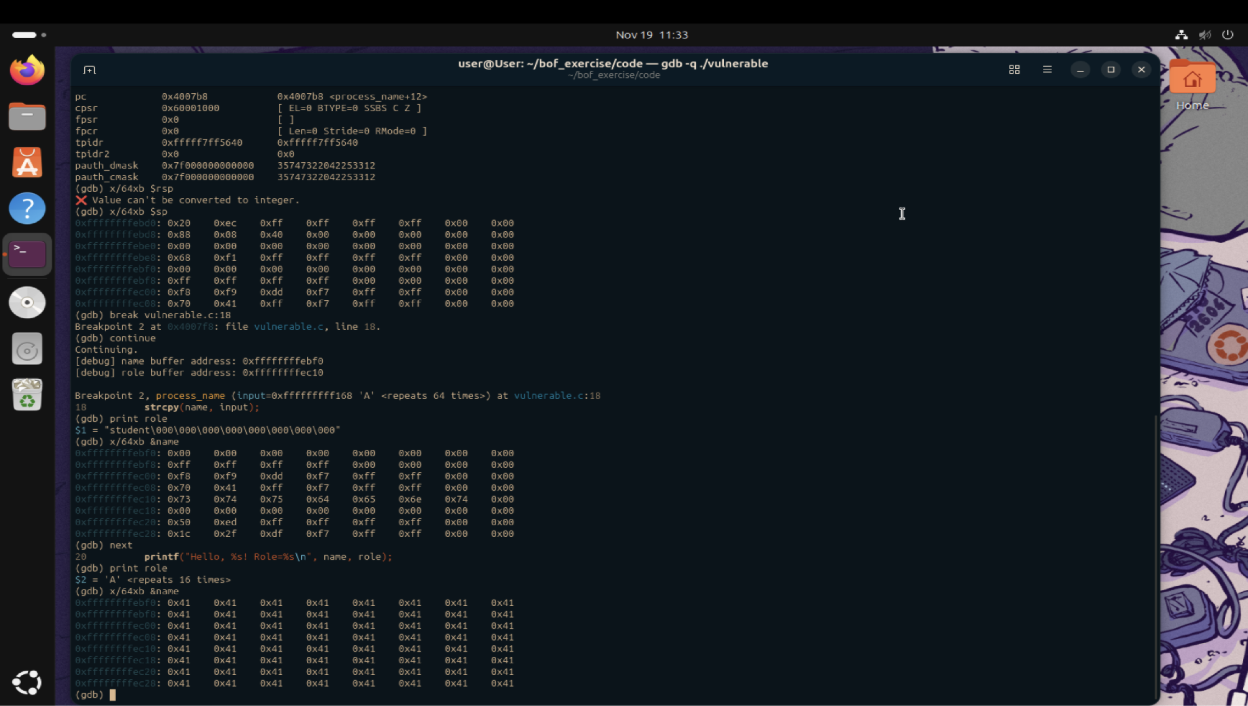 Nov 19 11:33
user@User: ~/bof_exercise/code — gdb -q ./vulnerable
~/bof_exercise/code
Home
pc 0x4007b8 0x4007b8 <process_name+12>
cpsr 0x60001000 [ EL=0 BTYPE=0 SSBS C Z ]
fpsr 0x0 [ ]
fpcr 0x0 [ Len=0 Stride=0 RMode=0 ]
tpidr 0xfffff7ff5640 0xfffff7ff5640
tpidr2 0x0 0x0
pauth_dmask 0x7f000000000000 35747322042253312
pauth_cmask 0x7f000000000000 35747322042253312
(gdb) x/64xb $rsp
❌ Value can't be converted to integer.
(gdb) x/64xb $sp
0xffffffffebd0: 0x20 0xec 0xff 0xff 0xff 0xff 0x00 0x00
0xffffffffebd8: 0x88 0x08 0x40 0x00 0x00 0x00 0x00 0x00
0xffffffffebe0: 0x00 0x00 0x00 0x00 0x00 0x00 0x00 0x00
0xffffffffebe8: 0x68 0xf1 0xff 0xff 0xff 0xff 0x00 0x00
0xffffffffebf0: 0x00 0x00 0x00 0x00 0x00 0x00 0x00 0x00
0xffffffffebf8: 0xff 0xff 0xff 0xff 0x00 0x00 0x00 0x00
0xffffffffec00: 0xf8 0xf9 0xdd 0xf7 0xff 0xff 0x00 0x00
0xffffffffec08: 0x70 0x41 0xff 0xf7 0xff 0xff 0x00 0x00
(gdb) break vulnerable.c:18
Breakpoint 2 at 0x4007f8: file vulnerable.c, line 18.
(gdb) continue
Continuing.
[debug] name buffer address: 0xffffffffebf0
[debug] role buffer address: 0xffffffffec10
Breakpoint 2, process_name (input=0xfffffffff168 'A' <repeats 64 times>) at vulnerable.c:18
18 strcpy(name, input);
(gdb) print role
$1 = "student\000\000\000\000\000\000\000\000"
(gdb) x/64xb &name
0xffffffffebf0: 0x00 0x00 0x00 0x00 0x00 0x00 0x00 0x00
0xffffffffebf8: 0xff 0xff 0xff 0xff 0x00 0x00 0x00 0x00
0xffffffffec00: 0xf8 0xf9 0xdd 0xf7 0xff 0xff 0x00 0x00
0xffffffffec08: 0x70 0x41 0xff 0xf7 0xff 0xff 0x00 0x00
0xffffffffec10: 0x73 0x74 0x75 0x64 0x65 0x6e 0x74 0x00
0xffffffffec18: 0x00 0x00 0x00 0x00 0x00 0x00 0x00 0x00
0xffffffffec20: 0x50 0xed 0xff 0xff 0xff 0xff 0x00 0x00
0xffffffffec28: 0x1c 0x2f 0xdf 0xf7 0xff 0xff 0x00 0x00
(gdb) next
20 printf("Hello, %s! Role=%s\n", name, role);
(gdb) print role
$2 = 'A' <repeats 16 times>
(gdb) x/64xb &name
0xffffffffebf0: 0x41 0x41 0x41 0x41 0x41 0x41 0x41 0x41
0xffffffffebf8: 0x41 0x41 0x41 0x41 0x41 0x41 0x41 0x41
0xffffffffec00: 0x41 0x41 0x41 0x41 0x41 0x41 0x41 0x41
0xffffffffec08: 0x41 0x41 0x41 0x41 0x41 0x41 0x41 0x41
0xffffffffec10: 0x41 0x41 0x41 0x41 0x41 0x41 0x41 0x41
0xffffffffec18: 0x41 0x41 0x41 0x41 0x41 0x41 0x41 0x41
0xffffffffec20: 0x41 0x41 0x41 0x41 0x41 0x41 0x41 0x41
0xffffffffec28: 0x41 0x41 0x41 0x41 0x41 0x41 0x41 0x41
(gdb)